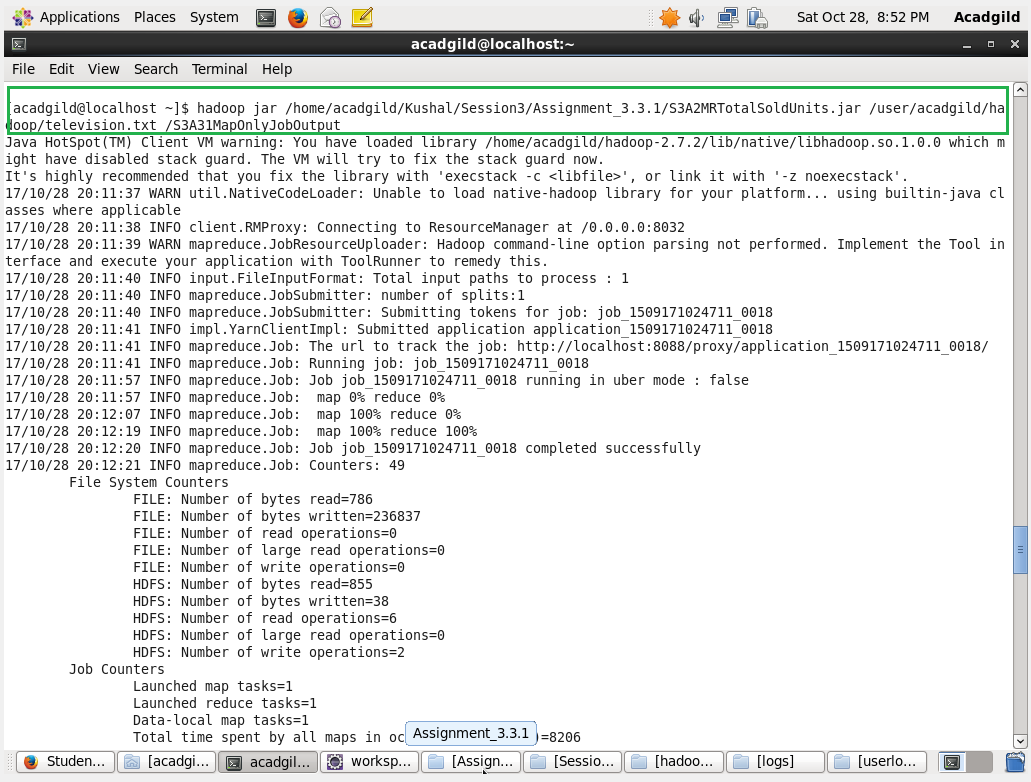 Applications Places System Sat Oct 28, 8:52 PM Acadgild
acadgild@localhost:~
File Edit View Search Terminal Help
[acadgild@localhost ~]$ hadoop jar /home/acadgild/Kushal/Session3/Assignment_3.3.1/S3A2MRTotalSoldUnits.jar /user/acadgild/ha
doop/television.txt /S3A31MapOnlyJobOutput
Java HotSpot(TM) Client VM warning: You have loaded library /home/acadgild/hadoop-2.7.2/lib/native/libhadoop.so.1.0.0 which m
ight have disabled stack guard. The VM will try to fix the stack guard now.
It's highly recommended that you fix the library with 'execstack -c <libfile>', or link it with '-z noexecstack'.
17/10/28 20:11:37 WARN util.NativeCodeLoader: Unable to load native-hadoop library for your platform... using builtin-java cl
asses where applicable
17/10/28 20:11:38 INFO client.RMProxy: Connecting to ResourceManager at /0.0.0.0:8032
17/10/28 20:11:39 WARN mapreduce.JobResourceUploader: Hadoop command-line option parsing not performed. Implement the Tool in
terface and execute your application with ToolRunner to remedy this.
17/10/28 20:11:40 INFO input.FileInputFormat: Total input paths to process : 1
17/10/28 20:11:40 INFO mapreduce.JobSubmitter: number of splits:1
17/10/28 20:11:40 INFO mapreduce.JobSubmitter: Submitting tokens for job: job_1509171024711_0018
17/10/28 20:11:41 INFO impl.YarnClientImpl: Submitted application application_1509171024711_0018
17/10/28 20:11:41 INFO mapreduce.Job: The url to track the job: http://localhost:8088/proxy/application_1509171024711_0018/
17/10/28 20:11:41 INFO mapreduce.Job: Running job: job_1509171024711_0018
17/10/28 20:11:57 INFO mapreduce.Job: Job job_1509171024711_0018 running in uber mode : false
17/10/28 20:11:57 INFO mapreduce.Job:  map 0% reduce 0%
17/10/28 20:12:07 INFO mapreduce.Job:  map 100% reduce 0%
17/10/28 20:12:19 INFO mapreduce.Job:  map 100% reduce 100%
17/10/28 20:12:20 INFO mapreduce.Job: Job job_1509171024711_0018 completed successfully
17/10/28 20:12:21 INFO mapreduce.Job: Counters: 49
File System Counters
FILE: Number of bytes read=786
FILE: Number of bytes written=236837
FILE: Number of read operations=0
FILE: Number of large read operations=0
FILE: Number of write operations=0
HDFS: Number of bytes read=855
HDFS: Number of bytes written=38
HDFS: Number of read operations=6
HDFS: Number of large read operations=0
HDFS: Number of write operations=2
Job Counters
Launched map tasks=1
Launched reduce tasks=1
Data-local map tasks=1
Total time spent by all maps in oc )=8206
Assignment_3.3.1
Studen... [acadgi... acadgil... worksp... [Assign... [Sessio... [hadoo... [logs] [userlo...